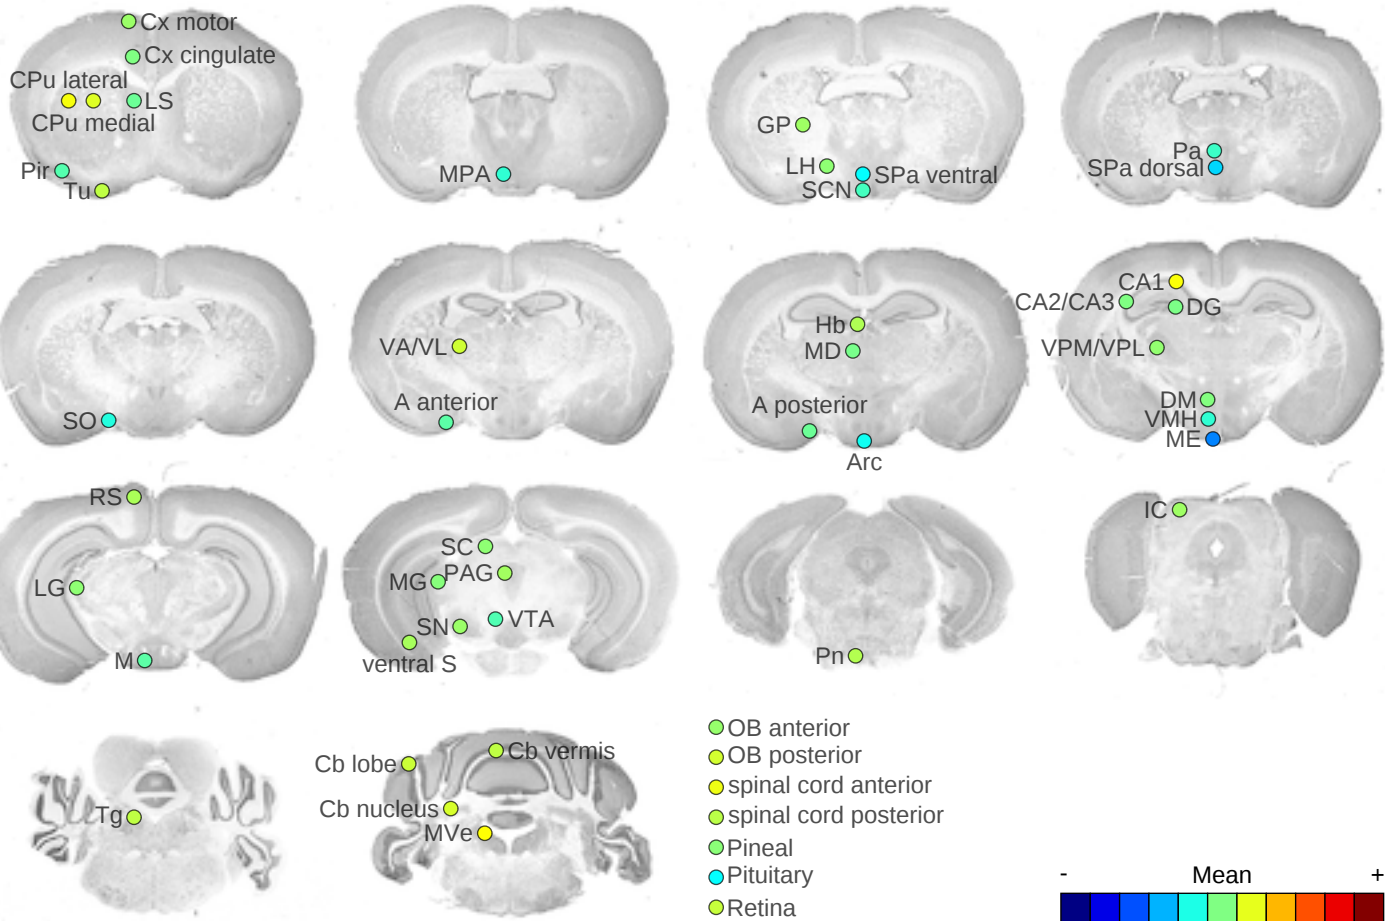 Cx motor
Cx cingulate
CPu lateral
LS
CPu medial
Pir
Tu
MPA
GP
LH
SPa ventral
SCN
Pa
SPa dorsal
SO
VA/VL
A anterior
Hb
MD
A posterior
Arc
CA1
CA2/CA3
DG
VPM/VPL
DM
VMH
ME
RS
LG
M
SC
PAG
MG
VTA
SN
ventral S
Pn
IC
Tg
Cb vermis
Cb lobe
Cb nucleus
MVe
OB anterior
OB posterior
spinal cord anterior
spinal cord posterior
Pineal
Pituitary
Retina
- Mean +